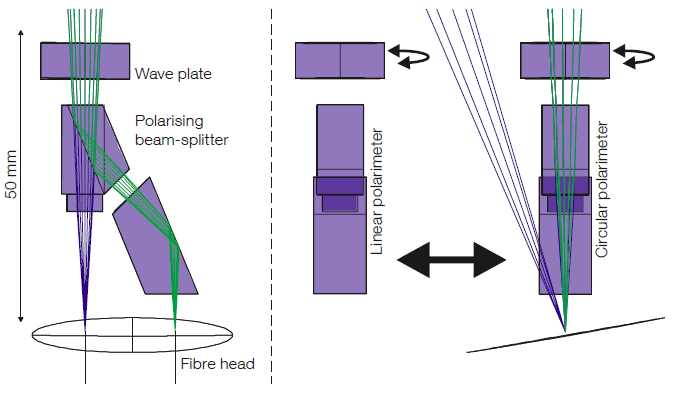 Wave plate
Polarising
beam-splitter
50 mm
Fibre head
Linear polarimeter
Circular polarimeter